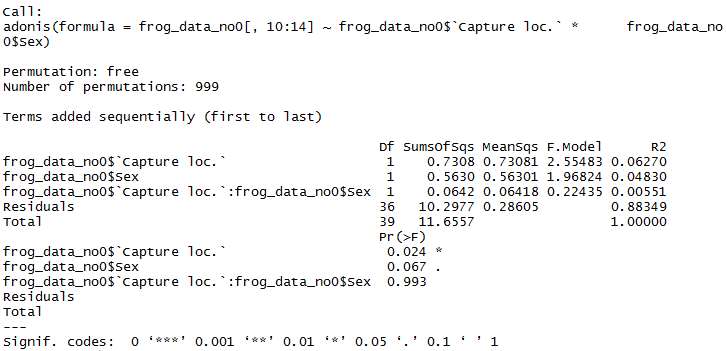 Call:
adonis(formula = frog_data_no0[, 10:14] ~ frog_data_no0$`Capture loc.` *      frog_data_no
0$Sex)
Permutation: free
Number of permutations: 999
Terms added sequentially (first to last)
Df SumsOfSqs MeanSqs F.Model      R2
frog_data_no0$`Capture loc.`                    1    0.7308 0.73081 2.55483 0.06270
frog_data_no0$Sex                               1    0.5630 0.56301 1.96824 0.04830
frog_data_no0$`Capture loc.`:frog_data_no0$Sex  1    0.0642 0.06418 0.22435 0.00551
Residuals                                      36   10.2977 0.28605         0.88349
Total                                          39   11.6557                 1.00000
Pr(>F)
frog_data_no0$`Capture loc.`                    0.024 *
frog_data_no0$Sex                               0.067 .
frog_data_no0$`Capture loc.`:frog_data_no0$Sex  0.993
Residuals
Total
---
Signif. codes:  0 ‘***’ 0.001 ‘**’ 0.01 ‘*’ 0.05 ‘.’ 0.1 ‘ ’ 1